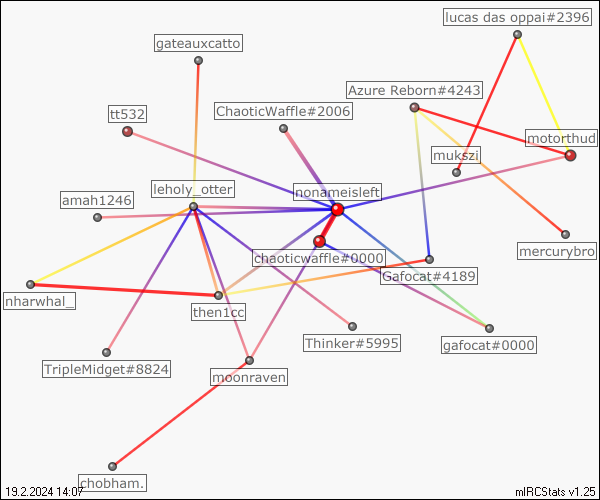 lucas das oppai#2396
gateauxcatto
Azure Reborn#4243
tt532
ChaoticWaffle#2006
motorthud
mukszi
leholy_otter
nonameisleft
amah1246
mercurybro
chaoticwaffle#0000
Gafocat#4189
nharwhal_
then1cc
Thinker#5995
gafocat#0000
TripleMidget#8824
moonraven
chobham.
19.2.2024 14:07
mIRCStats v1.25